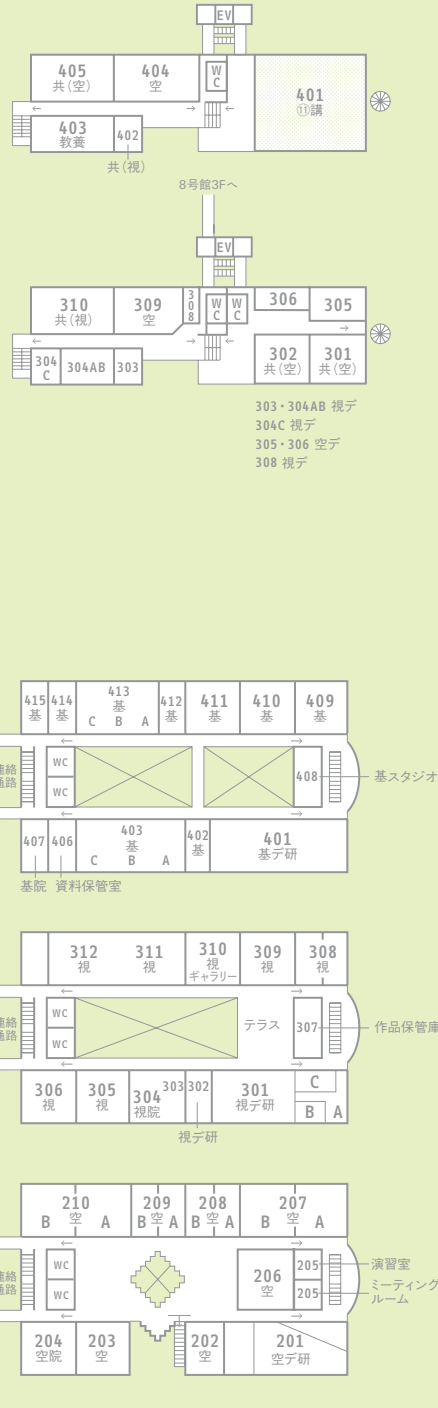 EV
405
共(空)
404
空
W
C
401
⑪講
403
教養
402
共(視)
8号館3Fへ
EV
310
共(視)
309
空
3
0
8
W
C
W
C
306
305
304
C
304AB
303
302
共(空)
301
共(空)
303・304AB 視デ
304C 視デ
305・306 空デ
308 視デ
415
基
414
基
413
基
C B A
412
基
411
基
410
基
409
基
連絡
通路
WC
WC
408
基スタジオ
407
406
403
基
C B A
402
基
401
基デ研
基院 資料保管室
312
視
311
視
310
視
ギャラリー
309
視
308
視
連絡
通路
WC
WC
テラス
307
作品保管庫
306
視
305
視
304
視院
303
302
301
視デ研
C
B A
視デ研
210
B 空 A
209
B 空 A
208
B 空 A
207
B 空 A
連絡
通路
WC
WC
206
空
205
演習室
205
ミーティング
ルーム
204
空院
203
空
202
空
201
空デ研